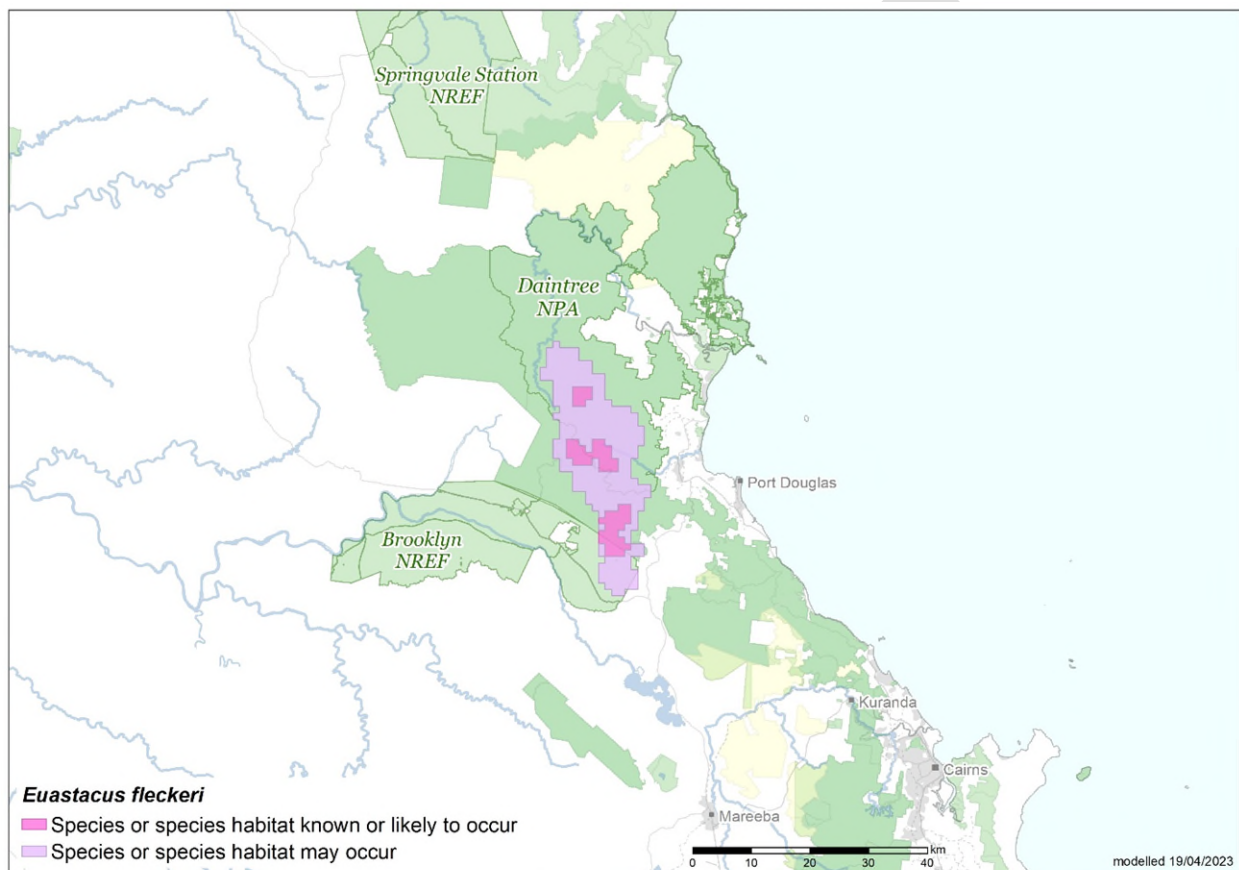 Springvale Station
NREF
Daintree
NPA
Port Douglas
Brooklyn
NREF
Kuranda
Cairns
Mareeba
Euastacus fleckeri
Species or species habitat known or likely to occur
Species or species habitat may occur
km
0 10 20 30 40
modelled 19/04/2023